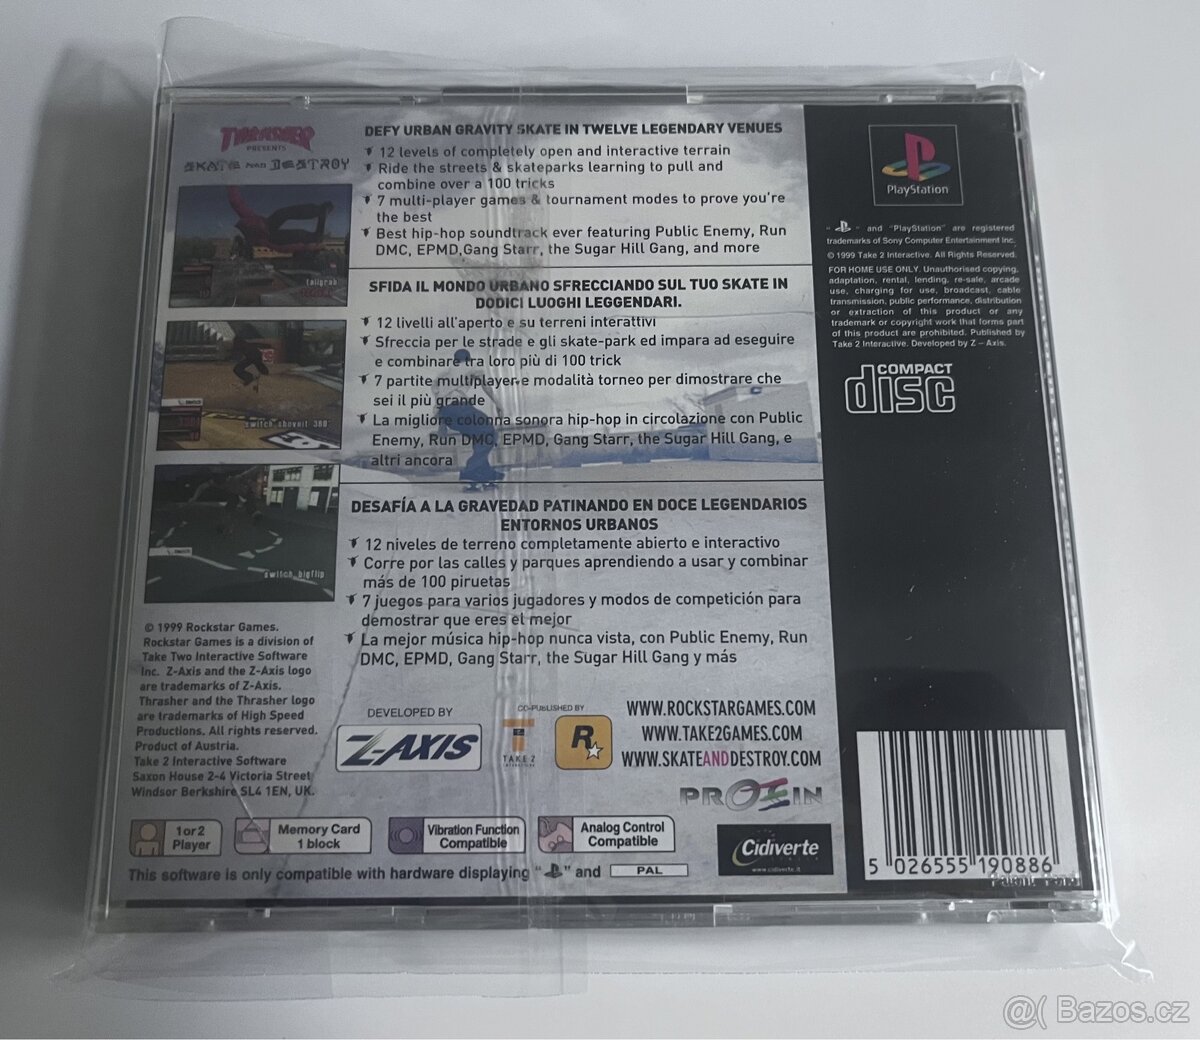 THRASHER
PRESENTS
SKATE AND DESTROY
tailgrab
switch shovoit 360°
switch bigflip
DEFY URBAN GRAVITY SKATE IN TWELVE LEGENDARY VENUES
12 levels of completely open and interactive terrain
Ride the streets & skateparks learning to pull and
combine over a 100 tricks
7 multi-player games & tournament modes to prove you're
the best
Best hip-hop soundtrack ever featuring Public Enemy, Run
DMC, EPMD,Gang Starr, the Sugar Hill Gang, and more
SFIDA IL MONDO URBANO SFRECCIANDO SUL TUO SKATE IN
DODICI LUOGHI LEGGENDARI.
12 livelli all'aperto e su terreni interattivi
Sfreccia per le strade e gli skate-park ed impara ad eseguire
e combinare tra loro più di 100 trick
7 partite multiplayer e modalità torneo per dimostrare che
sei il più grande
La migliore colonna sonora hip-hop in circolazione con Public
Enemy, Run DMC, EPMD, Gang Starr, the Sugar Hill Gang, e
altri ancora
DESAFÍA A LA GRAVEDAD PATINANDO EN DOCE LEGENDARIOS
ENTORNOS URBANOS
12 niveles de terreno completamente abierto e interactivo
Corre por las calles y parques aprendiendo a usar y combinar
más de 100 piruetas
7 juegos para varios jugadores y modos de competición para
demostrar que eres el mejor
La mejor música hip-hop nunca vista, con Public Enemy, Run
DMC, EPMD, Gang Starr, the Sugar Hill Gang y más
© 1999 Rockstar Games.
Rockstar Games is a division of
Take Two Interactive Software
Inc. Z-Axis and the Z-Axis logo
are trademarks of Z-Axis.
Thrasher and the Thrasher logo
are trademarks of High Speed
Productions. All rights reserved.
Product of Austria.
Take 2 Interactive Software
Saxon House 2-4 Victoria Street
Windsor Berkshire SL4 1EN, UK.
DEVELOPED BY
Z-AXIS
CO-PUBLISHED BY
TAKE 2
INTERACTIVE
R
WWW.ROCKSTARGAMES.COM
WWW.TAKE2GAMES.COM
WWW.SKATEANDDESTROY.COM
PROEIN
Cidiverte
ITALIA
www.cidiverte.it
1 or 2
Player
Memory Card
1 block
Vibration Function
Compatible
Analog Control
Compatible
This software is only compatible with hardware displaying " " and PAL
PlayStation
" " and "PlayStation" are registered
trademarks of Sony Computer Entertainment Inc.
© 1999 Take 2 Interactive. All Rights Reserved.
FOR HOME USE ONLY. Unauthorised copying,
adaptation, rental, lending, re-sale, arcade
use, charging for use, broadcast, cable
transmission, public performance, distribution
or extraction of this product or any
trademark or copyright work that forms part
of this product are prohibited. Published by
Take 2 Interactive. Developed by Z - Axis.
COMPACT
disc
5 026555 190886
Patent Pend
@( Bazos.cz